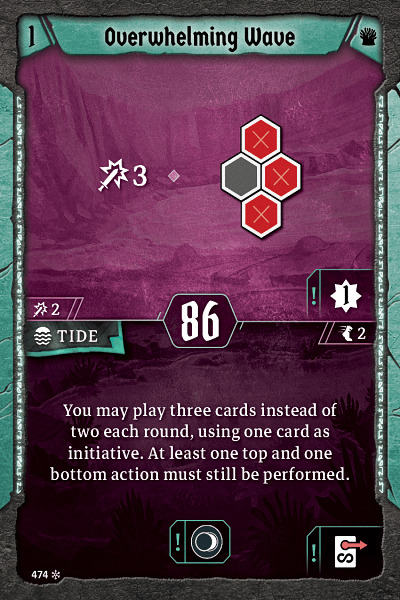 1
Overwhelming Wave
3
! 1
2
86
TIDE
2
You may play three cards instead of
two each round, using one card as
initiative. At least one top and one
bottom action must still be performed.
!
! S
474